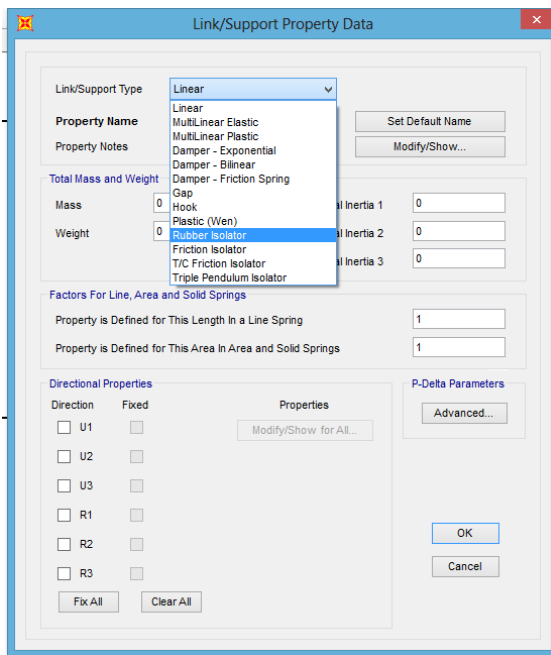 Link/Support Property Data
Link/Support Type Linear
Linear
MultiLinear Elastic
Property Name MultiLinear Plastic Set Default Name
Property Notes Damper - Exponential Modify/Show...
Damper - Bilinear
Total Mass and Weight Damper - Friction Spring
Gap
Mass 0 Hook al Inertia 1 0
Plastic (Wen)
Weight 0 Rubber Isolator al Inertia 2 0
Friction Isolator
T/C Friction Isolator al Inertia 3 0
Triple Pendulum Isolator
Factors For Line, Area and Solid Springs
Property is Defined for This Length In a Line Spring 1
Property is Defined for This Area In Area and Solid Springs 1
Directional Properties P-Delta Parameters
Direction Fixed Properties Advanced...
U1 Modify/Show for All...
U2
U3
R1
R2 OK
R3 Cancel
Fix All Clear All